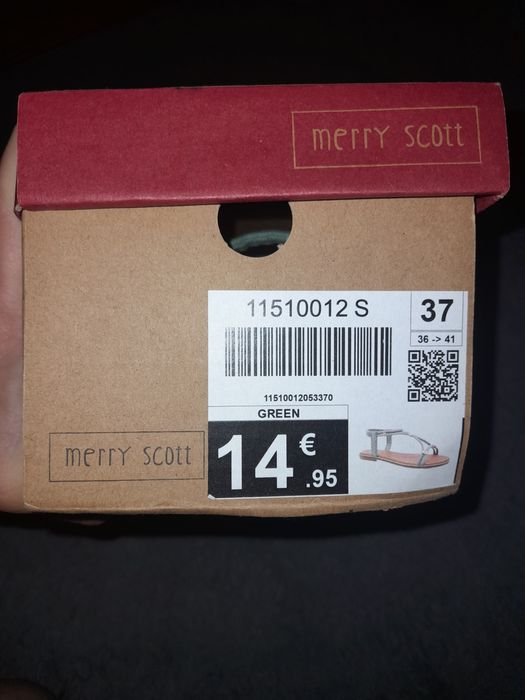 merry scott
11510012 S
37
36 -> 41
11510012053370
GREEN
14€.95
merry scott